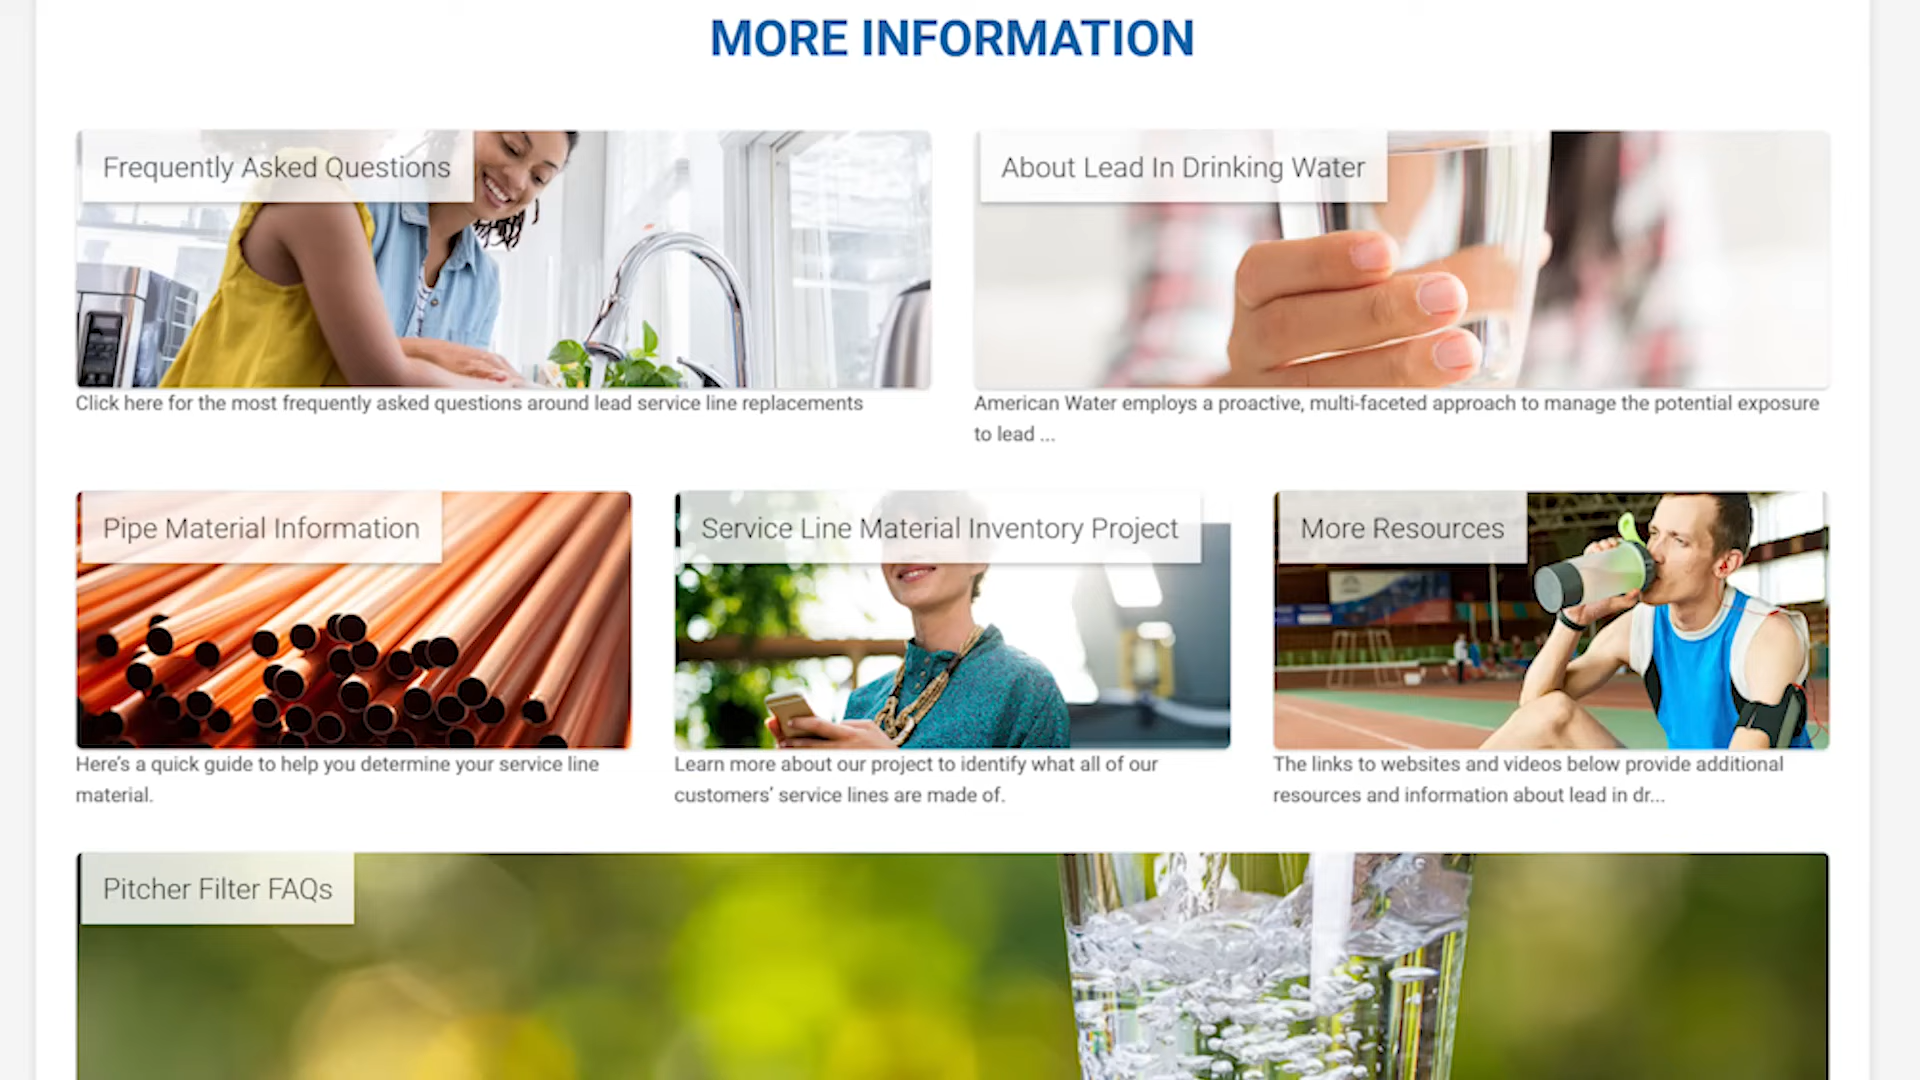 MORE INFORMATION
Frequently Asked Questions
Click here for the most frequently asked questions around lead service line replacements
About Lead In Drinking Water
American Water employs a proactive, multi-faceted approach to manage the potential exposure
to lead ...
Pipe Material Information
Here’s a quick guide to help you determine your service line
material.
Service Line Material Inventory Project
Learn more about our project to identify what all of our
customers’ service lines are made of.
More Resources
The links to websites and videos below provide additional
resources and information about lead in dr...
Pitcher Filter FAQs